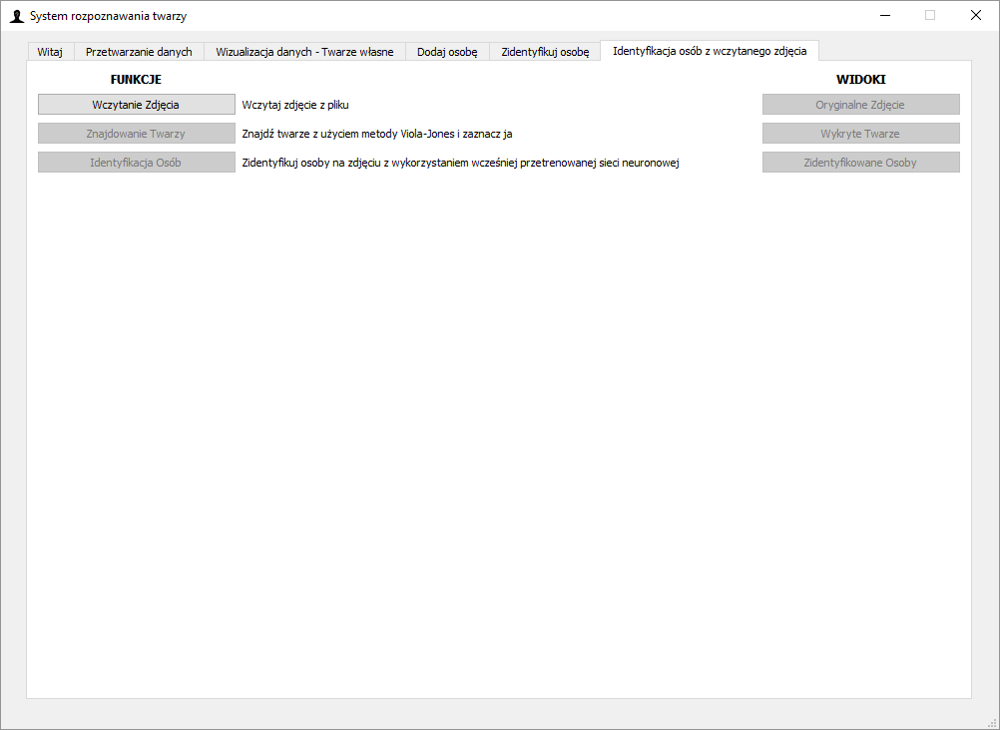 System rozpoznawania twarzy
Witaj Przetwarzanie danych Wizualizacja danych - Twarze własne Dodaj osobę Zidentyfikuj osobę Identyfikacja osób z wczytanego zdjęcia
FUNKCJE WIDOKI
Wczytanie Zdjęcia Wczytaj zdjęcie z pliku Oryginalne Zdjęcie
Znajdowanie Twarzy Znajdź twarze z użyciem metody Viola-Jones i zaznacz ja Wykryte Twarze
Identyfikacja Osób Zidentyfikuj osoby na zdjęciu z wykorzystaniem wcześniej przetrenowanej sieci neuronowej Zidentyfikowane Osoby